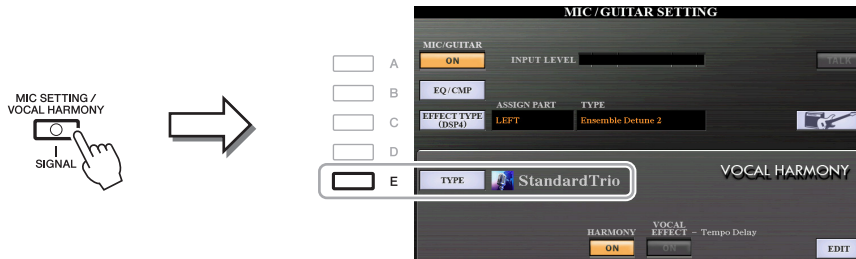 MIC SETTING /
VOCAL HARMONY
SIGNAL
A
B
C
D
E
MIC/GUITAR SETTING
MIC/GUITAR
ON
INPUT LEVEL
TALK
EQ/CMP
ASSIGN PART
TYPE
EFFECT TYPE
(DSP4)
LEFT
Ensemble Detune 2
VOCAL HARMONY
TYPE
StandardTrio
HARMONY
VOCAL
EFFECT – Tempo Delay
ON
ON
EDIT